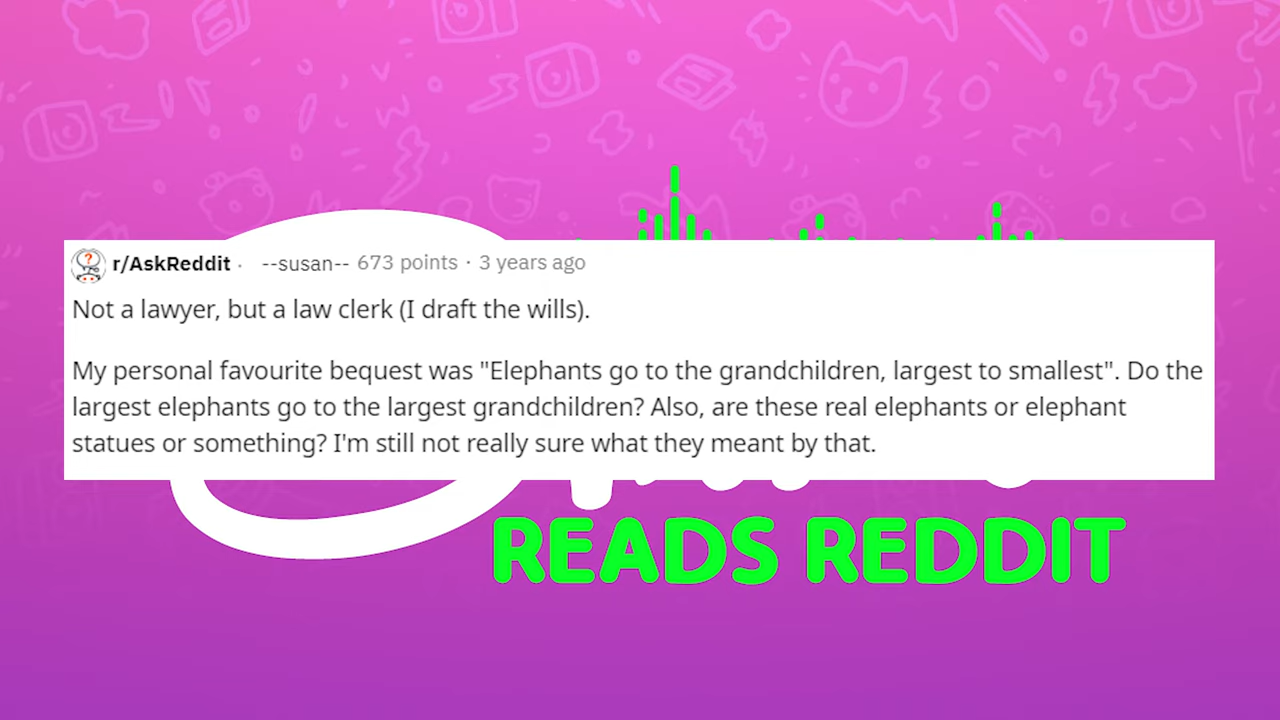 r/AskReddit · --susan-- 673 points · 3 years ago
Not a lawyer, but a law clerk (I draft the wills).
My personal favourite bequest was "Elephants go to the grandchildren, largest to smallest". Do the
largest elephants go to the largest grandchildren? Also, are these real elephants or elephant
statues or something? I'm still not really sure what they meant by that.
READS REDDIT